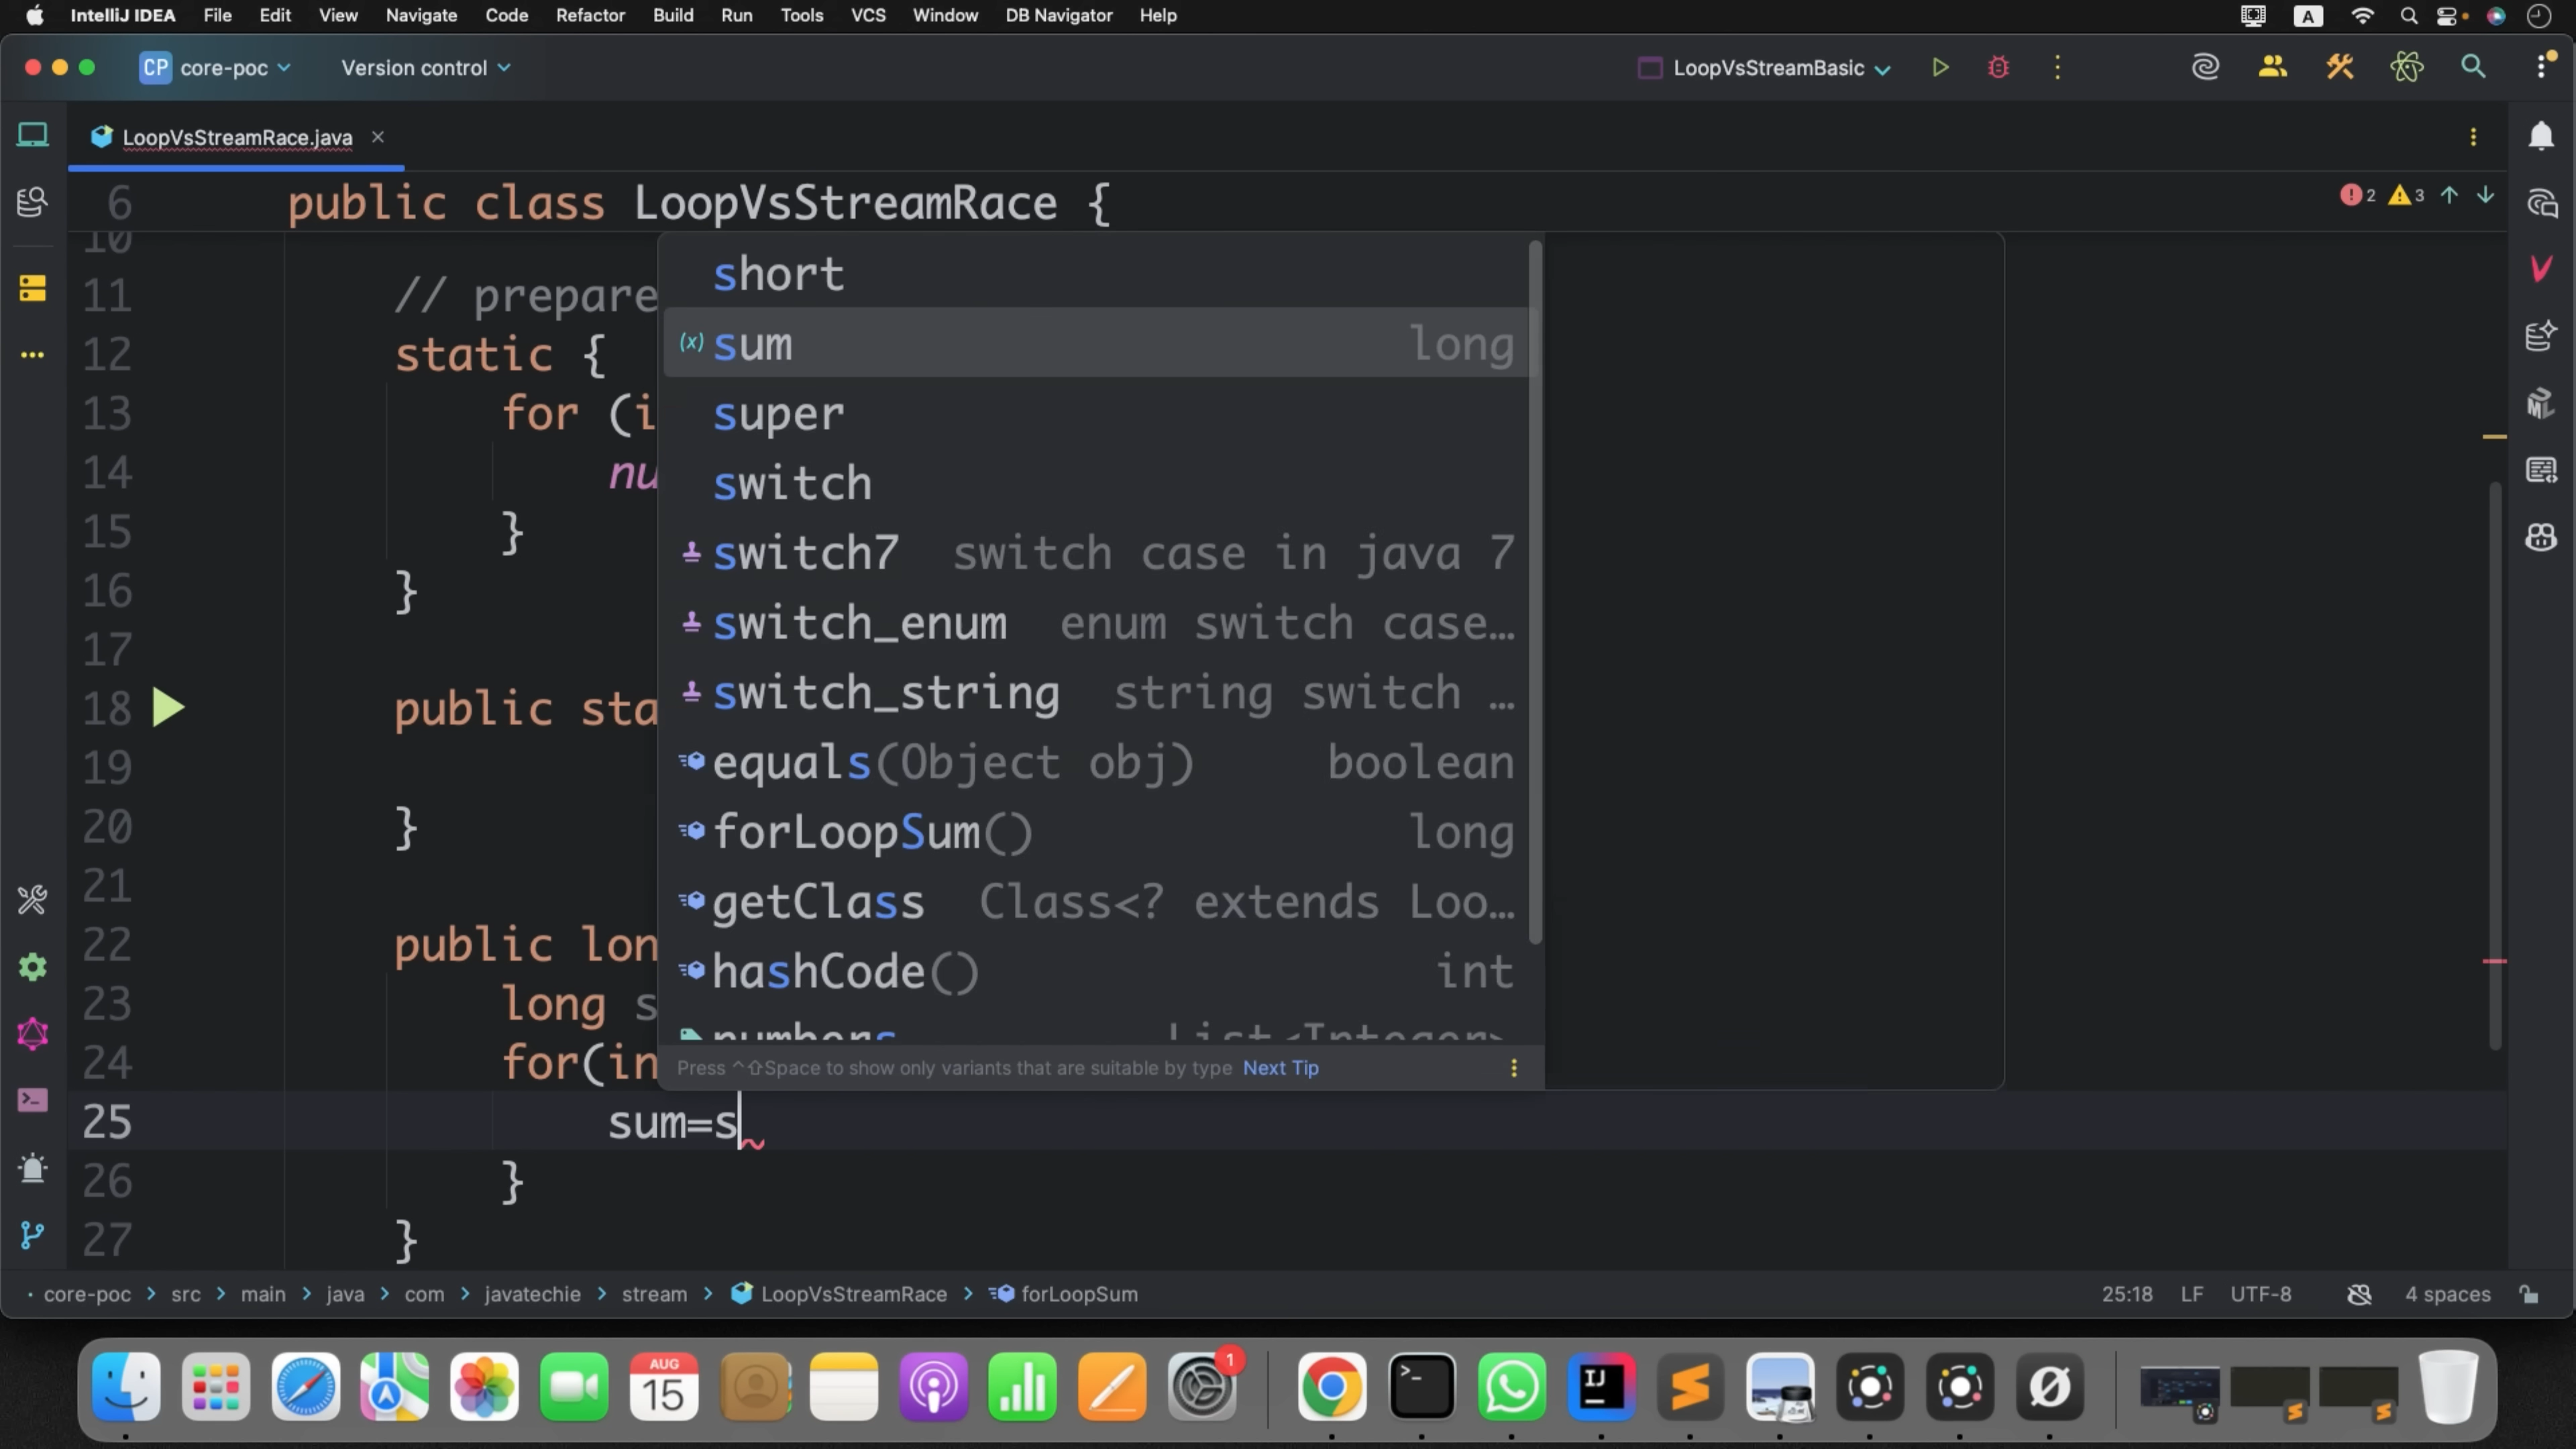 IntelliJ IDEA File Edit View Navigate Code Refactor Build Run Tools VCS Window DB Navigator Help A
CP core-poc Version control LoopVsStreamBasic
LoopVsStreamRace.java
6 public class LoopVsStreamRace {
2 3
10
11 // prepare
12 static {
13 for (i
14 nu
15 }
16 }
17
18 public sta
19
20 }
21
22 public lon
23 long s
24 for(in
25 sum=s
26 }
27 }
short
(x) sum long
super
switch
switch7 switch case in java 7
switch_enum enum switch case…
switch_string string switch …
equals(Object obj) boolean
forLoopSum() long
getClass Class<? extends Loo…
hashCode() int
numbers List<Integer>
Press ^⇧Space to show only variants that are suitable by type Next Tip
core-poc > src > main > java > com > javatechie > stream > LoopVsStreamRace > forLoopSum 25:18 LF UTF-8 4 spaces
AUG
15
1
IJ